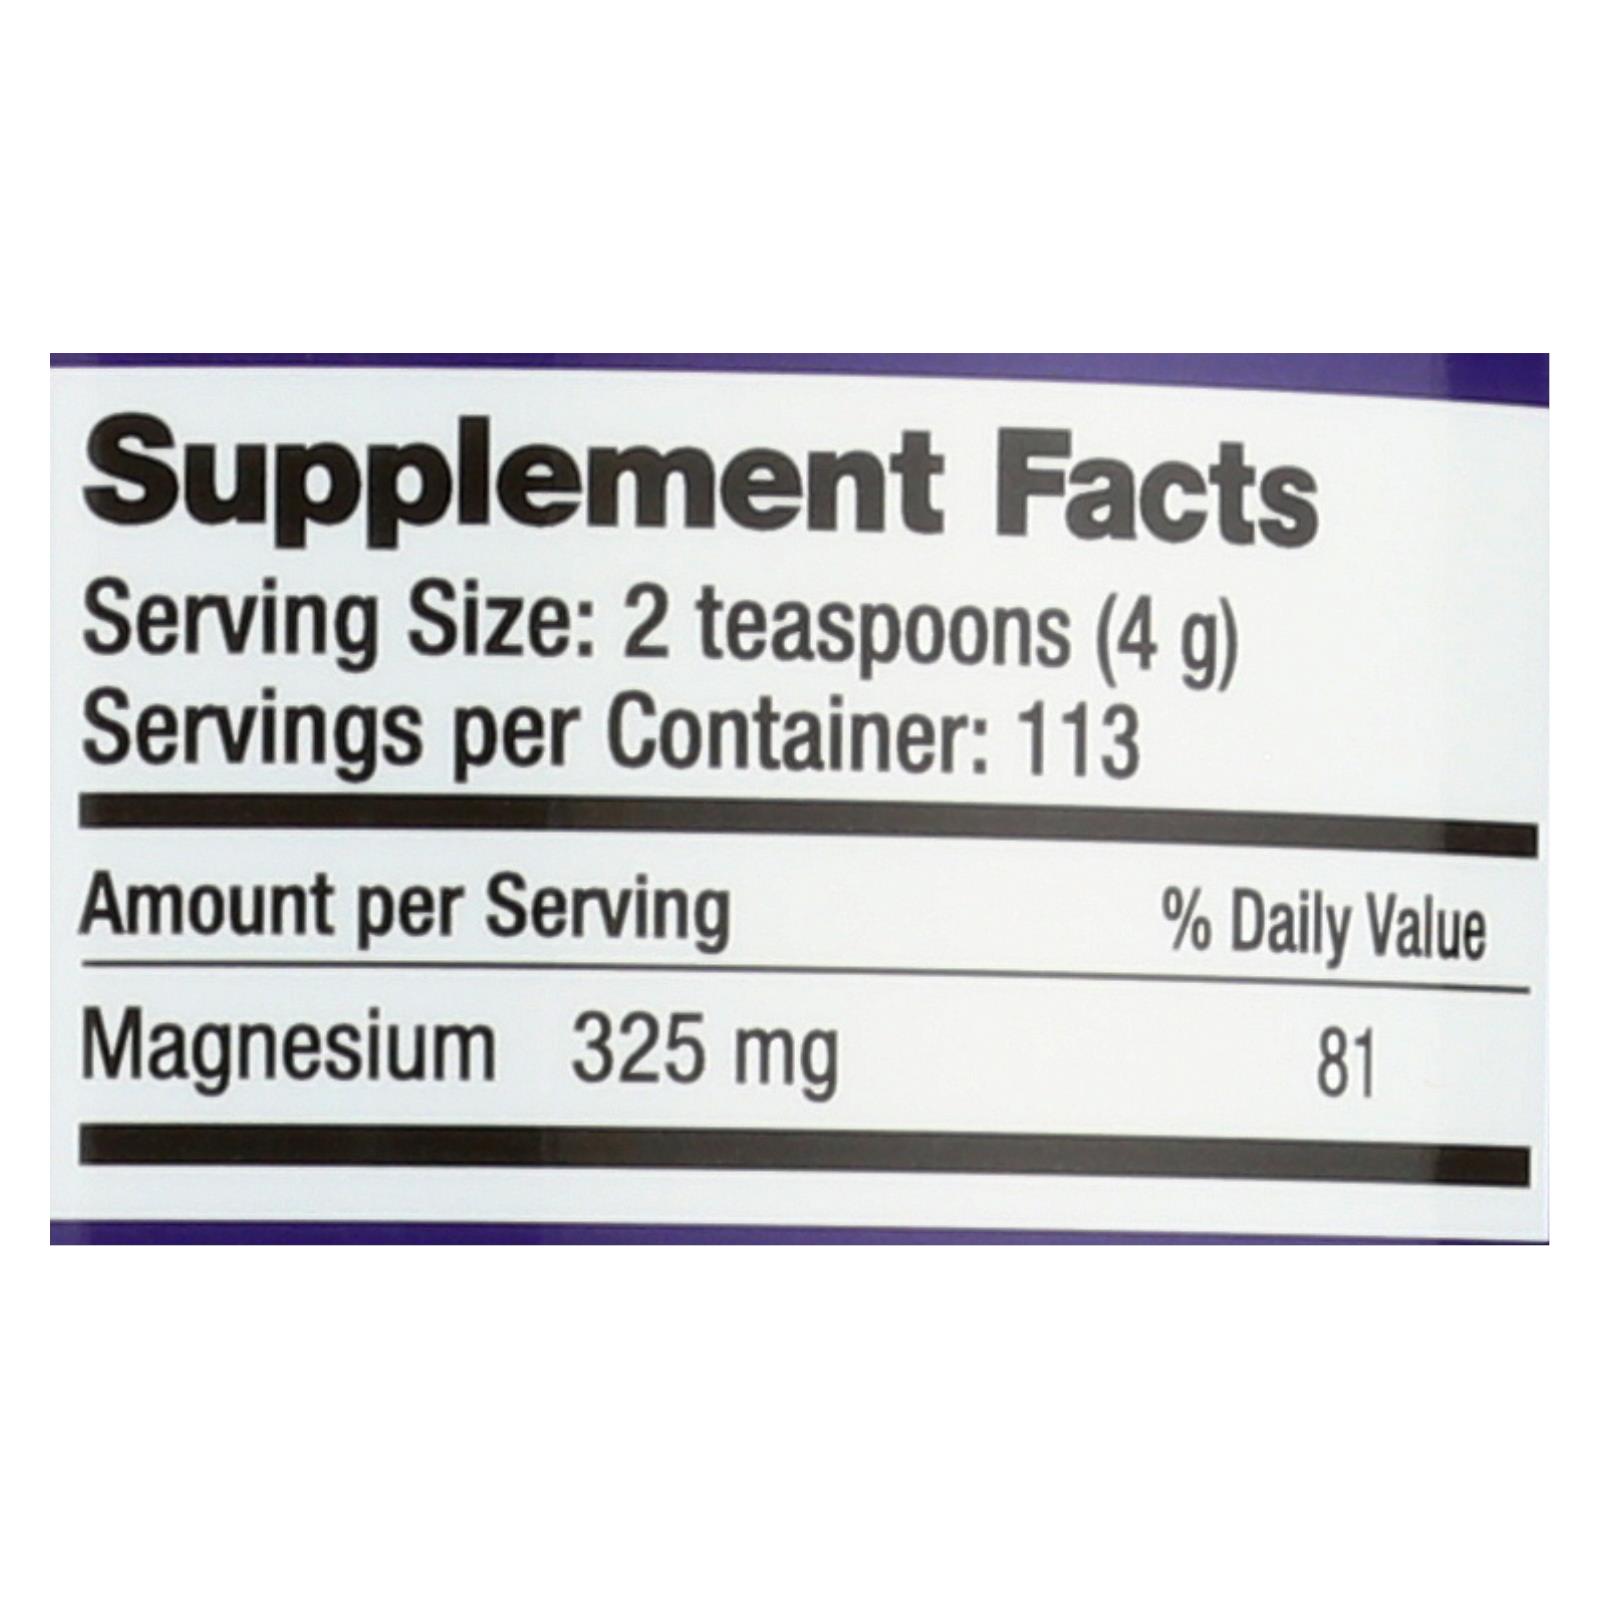 Supplement Facts
Serving Size: 2 teaspoons (4 g)
Servings per Container: 113
Amount per Serving % Daily Value
Magnesium 325 mg 81